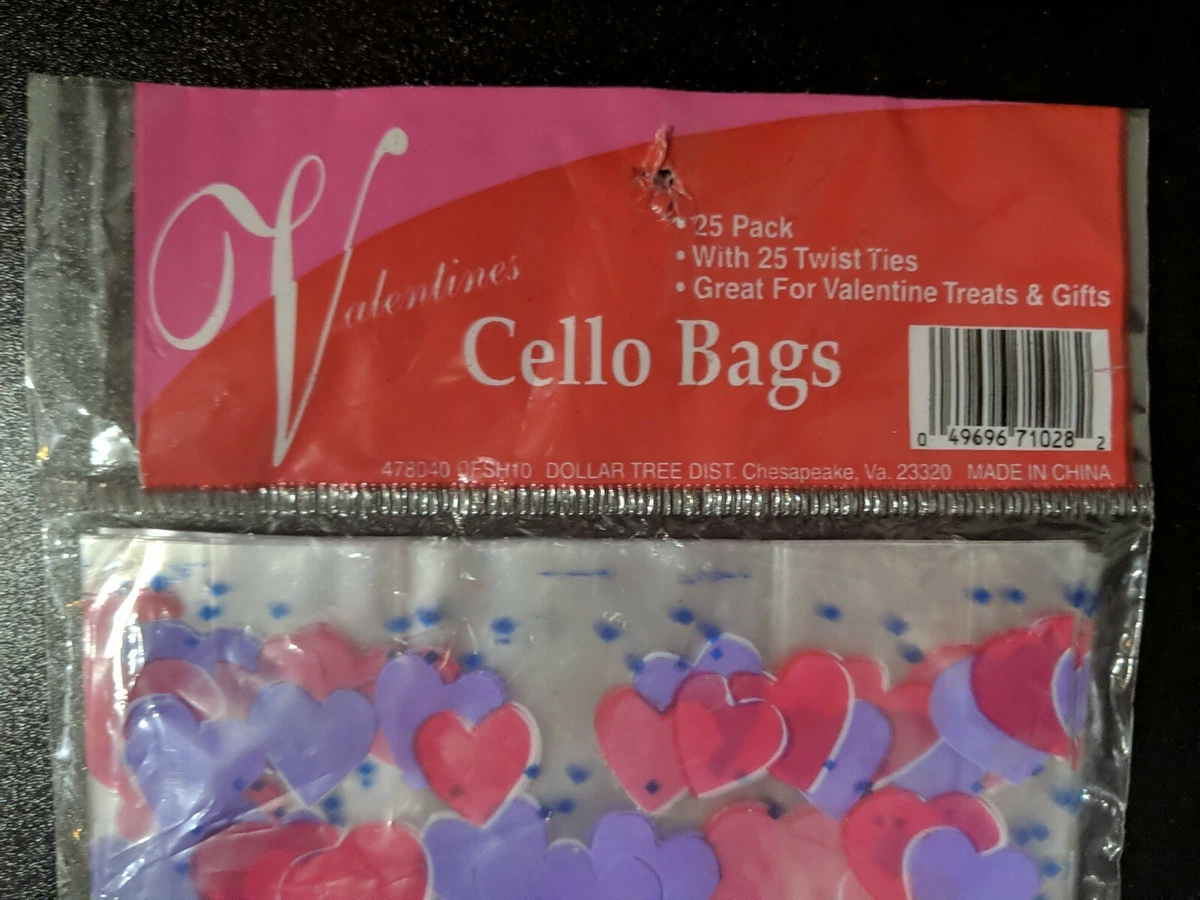 Valentines
Cello Bags
• 25 Pack
• With 25 Twist Ties
• Great For Valentine Treats & Gifts
0 49696 71028 2
478040 QFSH10 DOLLAR TREE DIST. Chesapeake, Va. 23320 MADE IN CHINA